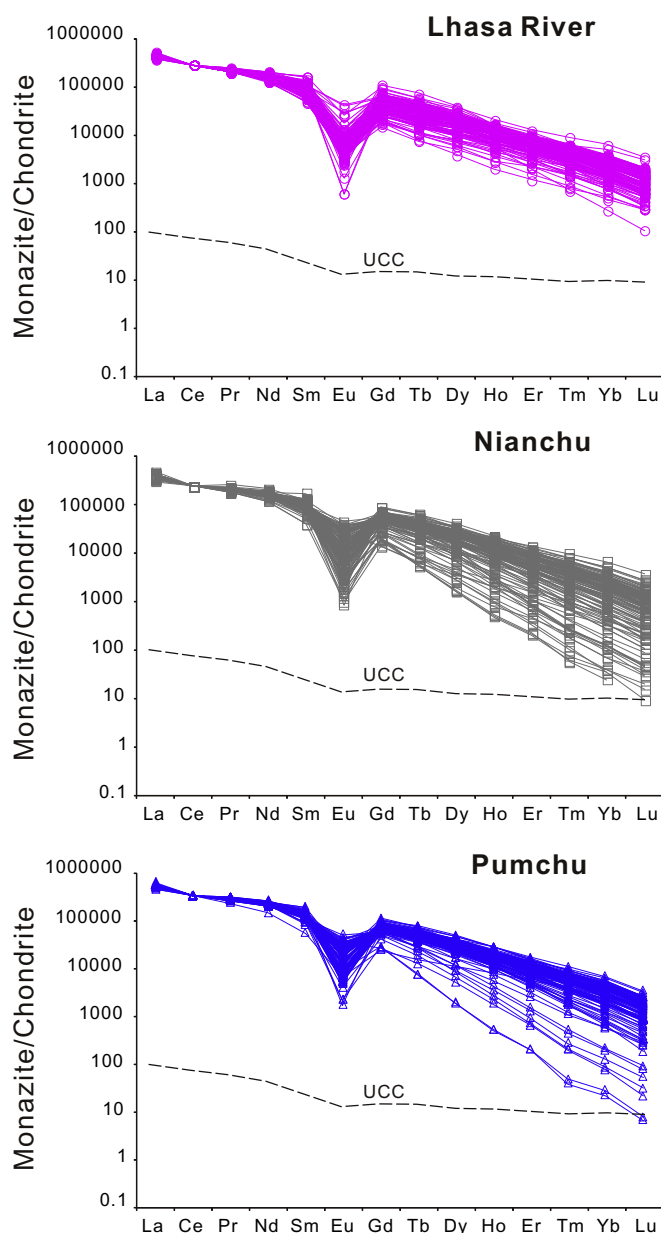 Lhasa River
Monazite/Chondrite
1000000
100000
10000
1000
100
10
1
0.1
UCC
La Ce Pr Nd Sm Eu Gd Tb Dy Ho Er Tm Yb Lu
Nianchu
Monazite/Chondrite
1000000
100000
10000
1000
100
10
1
0.1
UCC
La Ce Pr Nd Sm Eu Gd Tb Dy Ho Er Tm Yb Lu
Pumchu
Monazite/Chondrite
1000000
100000
10000
1000
100
10
1
0.1
UCC
La Ce Pr Nd Sm Eu Gd Tb Dy Ho Er Tm Yb Lu